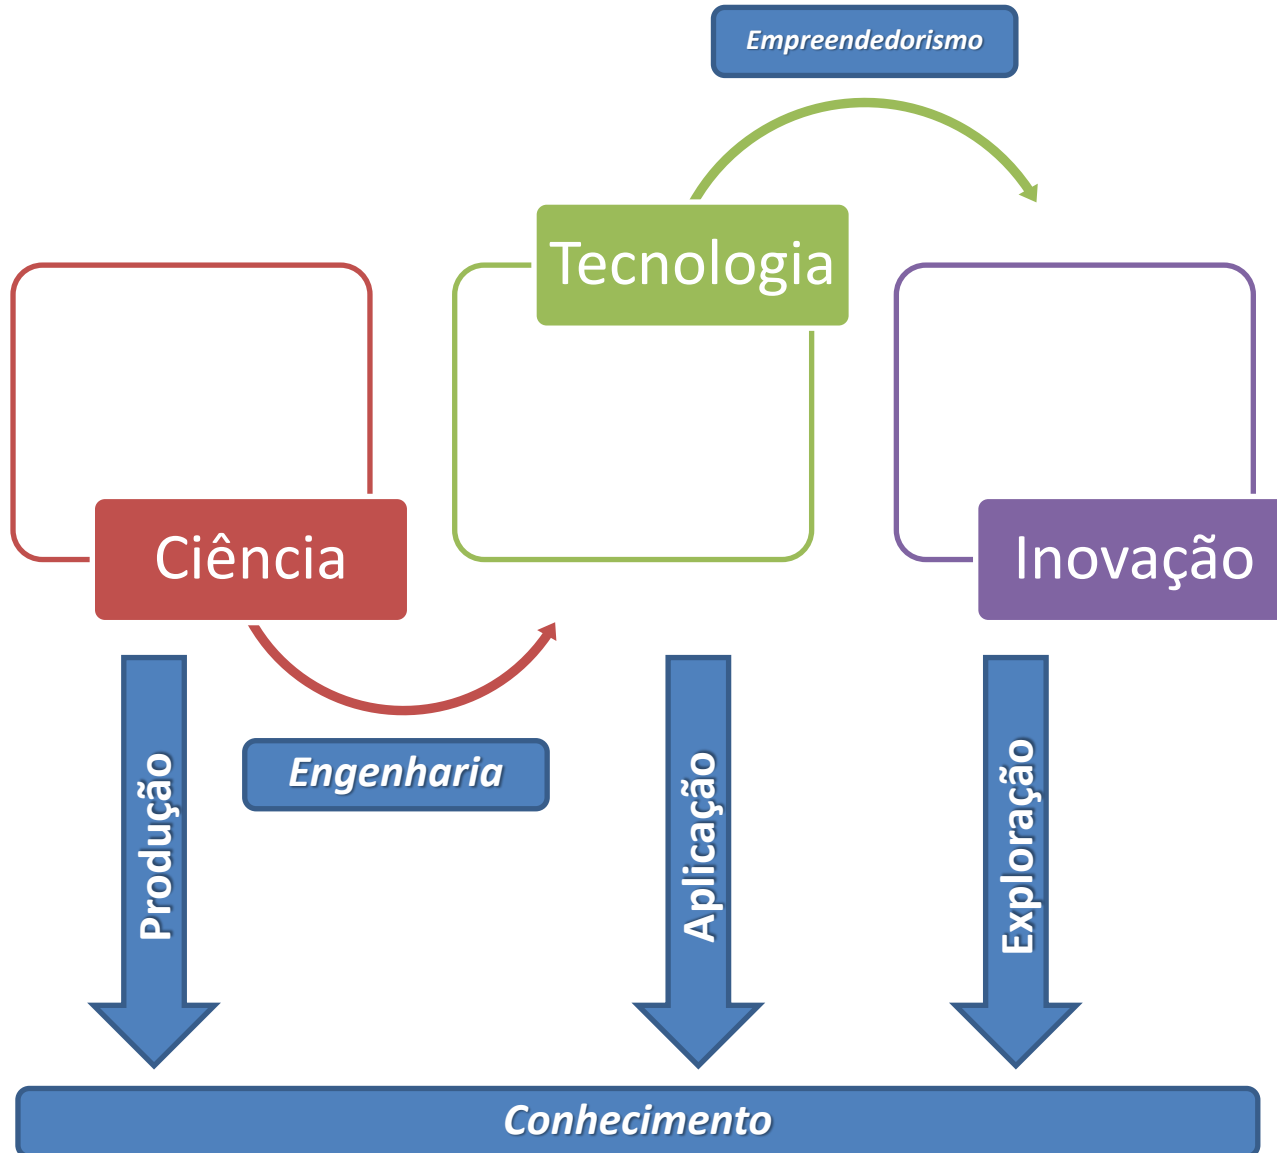 Empreendedorismo
Tecnologia
Ciência
Inovação
Engenharia
Produção
Aplicação
Exploração
Conhecimento